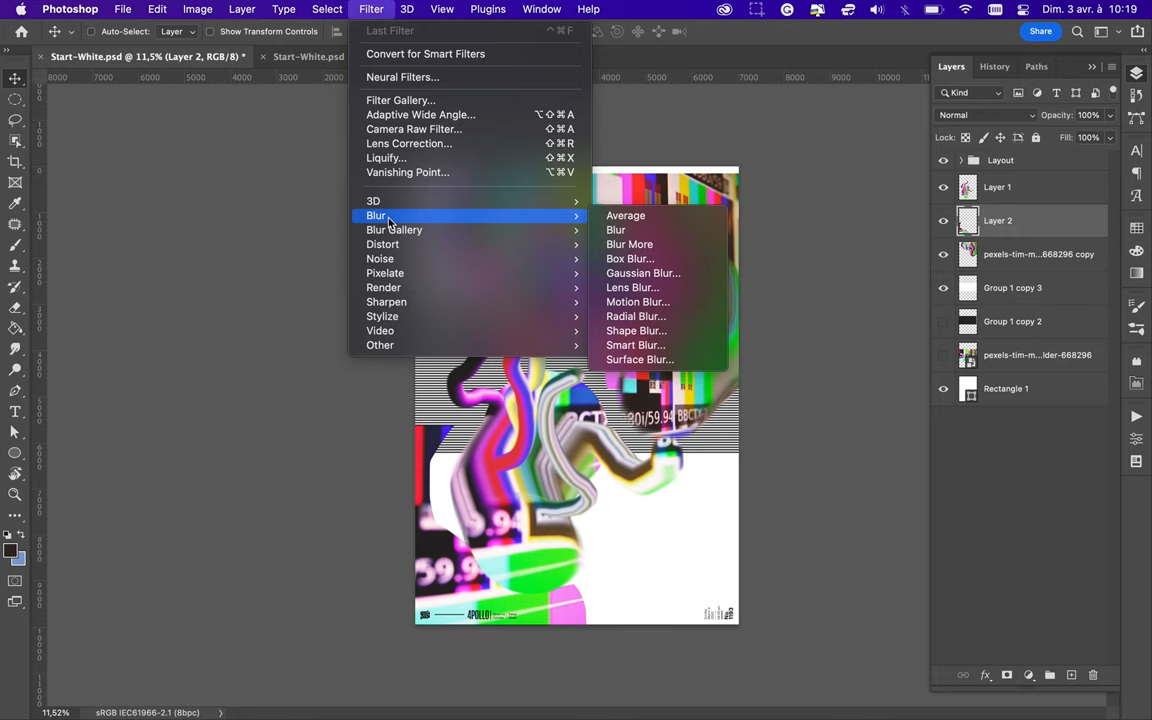 Photoshop File Edit Image Layer Type Select Filter 3D View Plugins Window Help Dim. 3 avr. à 10:19
Auto-Select: Layer Show Transform Controls Share
Start-White.psd @ 11,5% (Layer 2, RGB/8) * Start-White.psd
8000 7000 6000 5000 4000 3000 2000 4000 5000 6000 7000 8000 9000 10000
Last Filter ^⌘F
Convert for Smart Filters
Neural Filters...
Filter Gallery...
Adaptive Wide Angle... ⌥⇧⌘A
Camera Raw Filter... ⇧⌘A
Lens Correction... ⇧⌘R
Liquify... ⇧⌘X
Vanishing Point... ⌥⌘V
3D
Blur
Blur Gallery
Distort
Noise
Pixelate
Render
Sharpen
Stylize
Video
Other
Average
Blur
Blur More
Box Blur...
Gaussian Blur...
Lens Blur...
Motion Blur...
Radial Blur...
Shape Blur...
Smart Blur...
Surface Blur...
80i/59.94 BBCTV
59.94
4APOLLO
Layers History Paths
Kind
Normal Opacity: 100%
Lock: Fill: 100%
Layout
Layer 1
Layer 2
pexels-tim-m...668296 copy
Group 1 copy 3
Group 1 copy 2
pexels-tim-m...lder-668296
Rectangle 1
11,52% sRGB IEC61966-2.1 (8bpc)